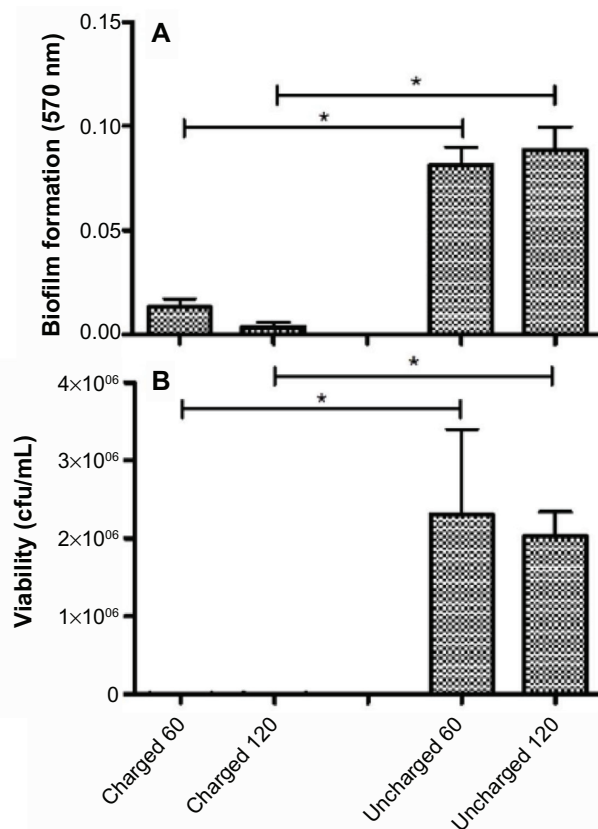 A
Biofilm formation (570 nm)
0.15
0.10
0.05
0.00
*
*
B
Viability (cfu/mL)
4×10⁰⁶
3×10⁰⁶
2×10⁰⁶
1×10⁰⁶
0
*
*
Charged 60
Charged 120
Uncharged 60
Uncharged 120